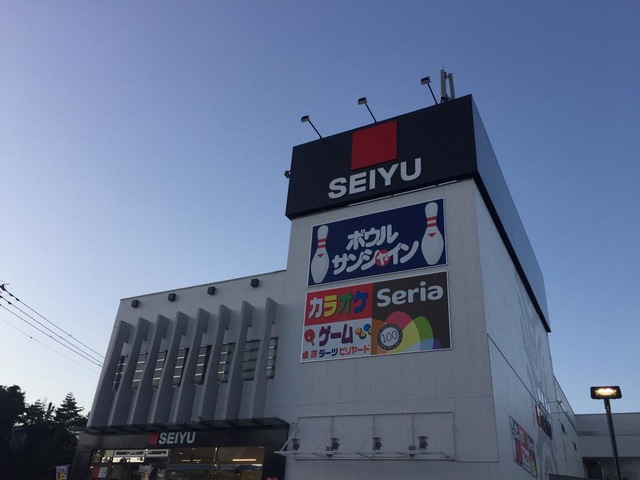 SEIYU
ボウル
サンシャイン
カラオケ
Seria
ゲーム
100
卓球 ダーツ ビリヤード
SEIYU